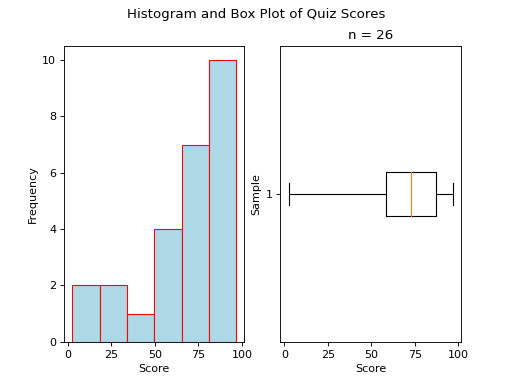 Histogram and Box Plot of Quiz Scores
n = 26
Frequency
10
8
6
4
2
0
0 25 50 75 100
Score
Sample
1
0 25 50 75 100
Score